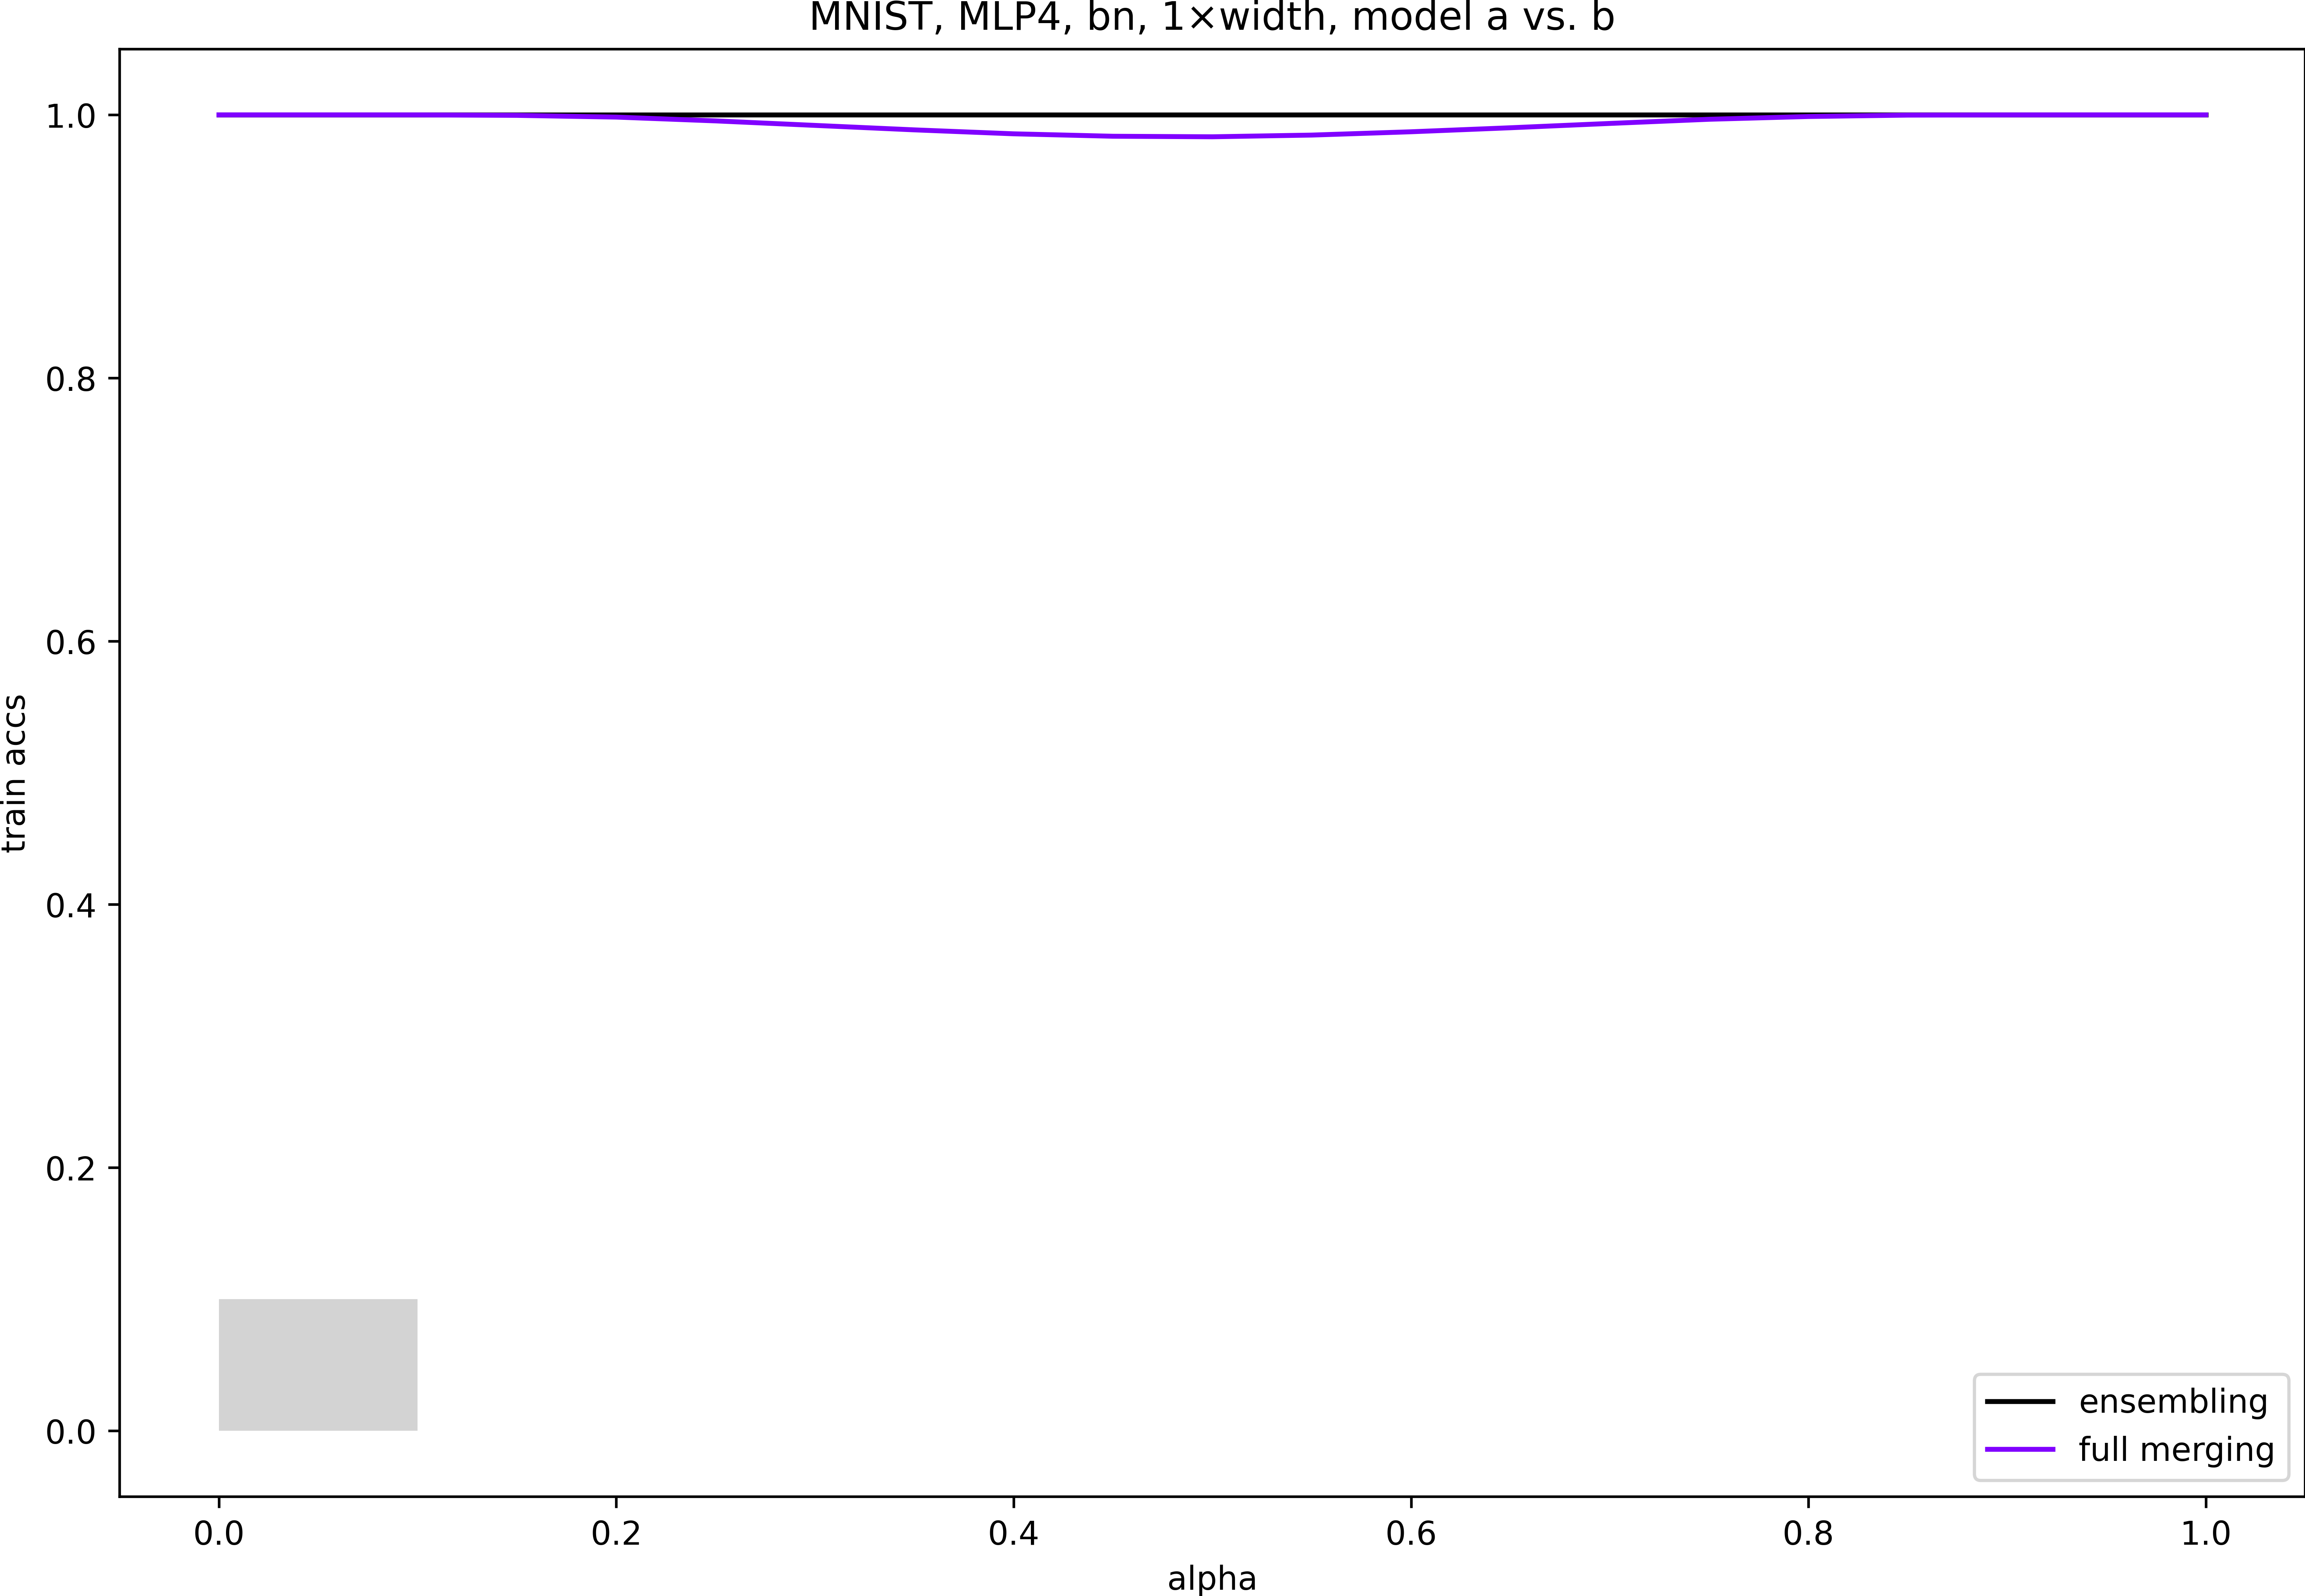 MNIST, MLP4, bn, 1×width, model a vs. b
1.0
0.8
0.6
0.4
0.2
0.0
train accs
0.0 0.2 0.4 0.6 0.8 1.0
alpha
ensembling
full merging